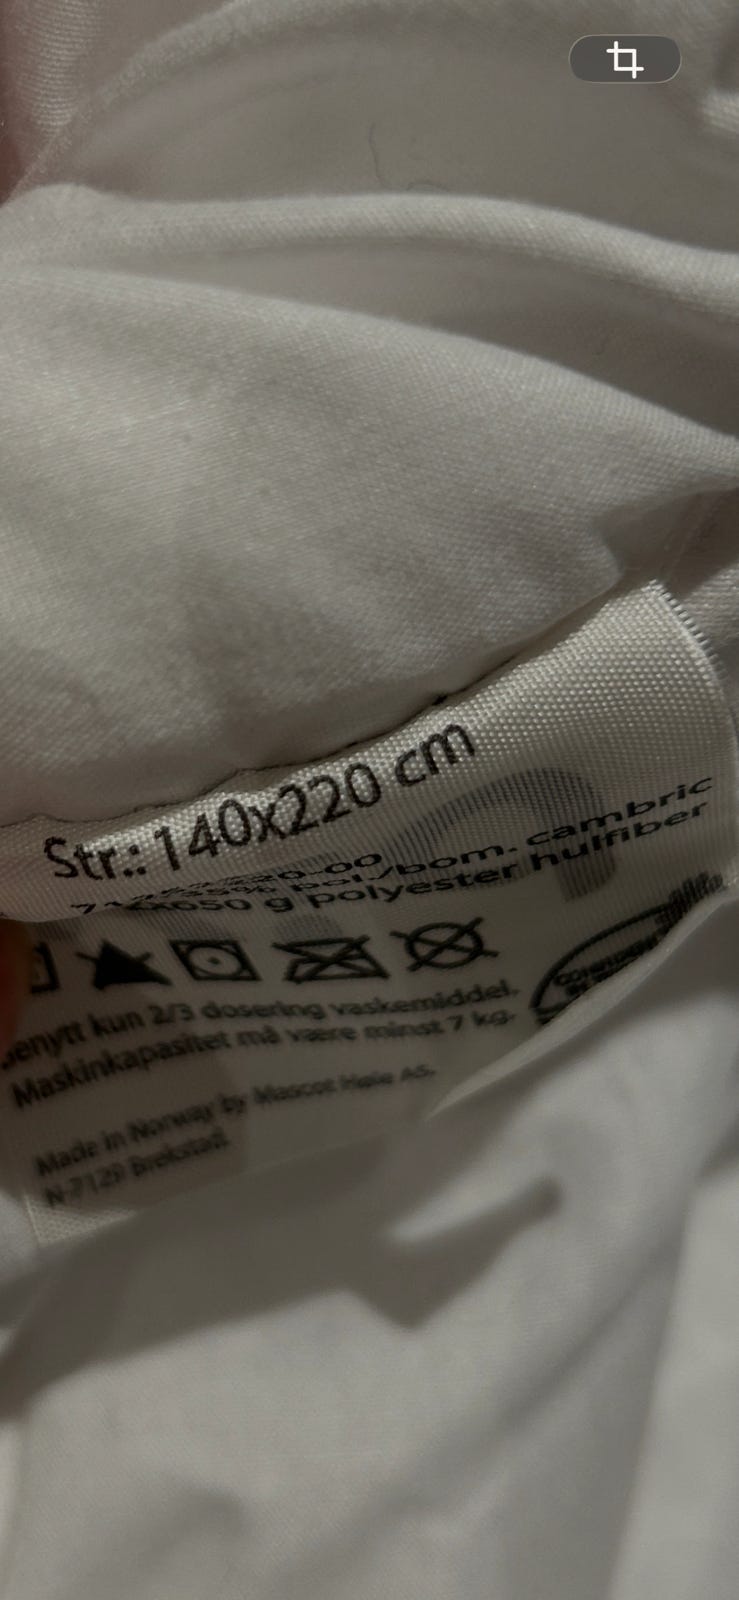 Str.: 140x220 cm
pol/bom. cambric
650 g polyester hulfiber
Benytt kun 2/3 dosering vaskemiddel.
Maskinkapasitet må være minst 7 kg.
Made in Norway by Mascot Høie AS.
N-7129 Brekstad